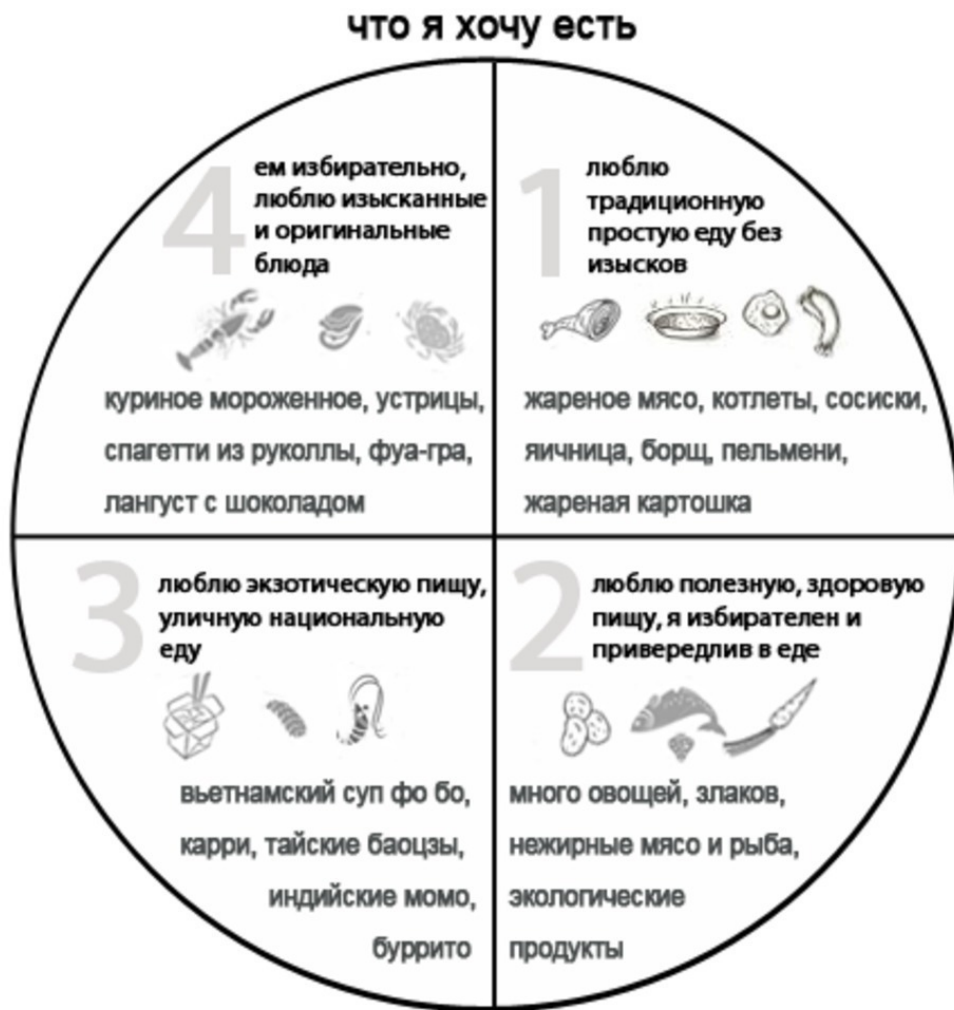 что я хочу есть
4
ем избирательно,
люблю изысканные
и оригинальные
блюда
куриное мороженное, устрицы,
спагетти из руколлы, фуа-гра,
лангуст с шоколадом
1
люблю
традиционную
простую еду без
изысков
жареное мясо, котлеты, сосиски,
яичница, борщ, пельмени,
жареная картошка
3
люблю экзотическую пищу,
уличную национальную
еду
вьетнамский суп фо бо,
карри, тайские баоцзы,
индийские момо,
буррито
2
люблю полезную, здоровую
пищу, я избирателен и
привередлив в еде
много овощей, злаков,
нежирные мясо и рыба,
экологические
продукты